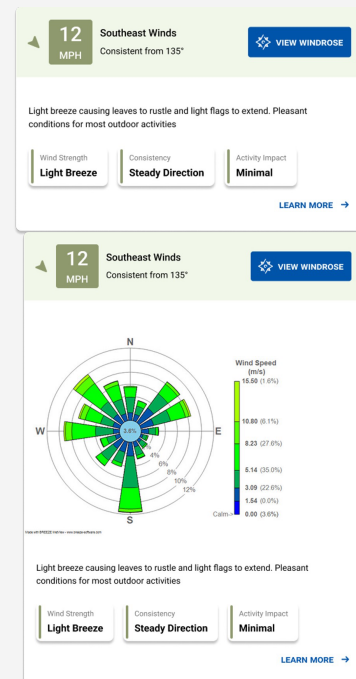 12
MPH
Southeast Winds
Consistent from 135°
VIEW WINDROSE
Light breeze causing leaves to rustle and light flags to extend. Pleasant
conditions for most outdoor activities
Wind Strength
Light Breeze
Consistency
Steady Direction
Activity Impact
Minimal
LEARN MORE
12
MPH
Southeast Winds
Consistent from 135°
VIEW WINDROSE
N
W
E
S
3.6%
4%
6%
8%
10%
12%
Wind Speed
(m/s)
15.50 (1.6%)
10.80 (6.1%)
8.23 (27.6%)
5.14 (35.0%)
3.09 (22.6%)
1.54 (0.0%)
Calm 0.00 (3.6%)
Light breeze causing leaves to rustle and light flags to extend. Pleasant
conditions for most outdoor activities
Wind Strength
Light Breeze
Consistency
Steady Direction
Activity Impact
Minimal
LEARN MORE